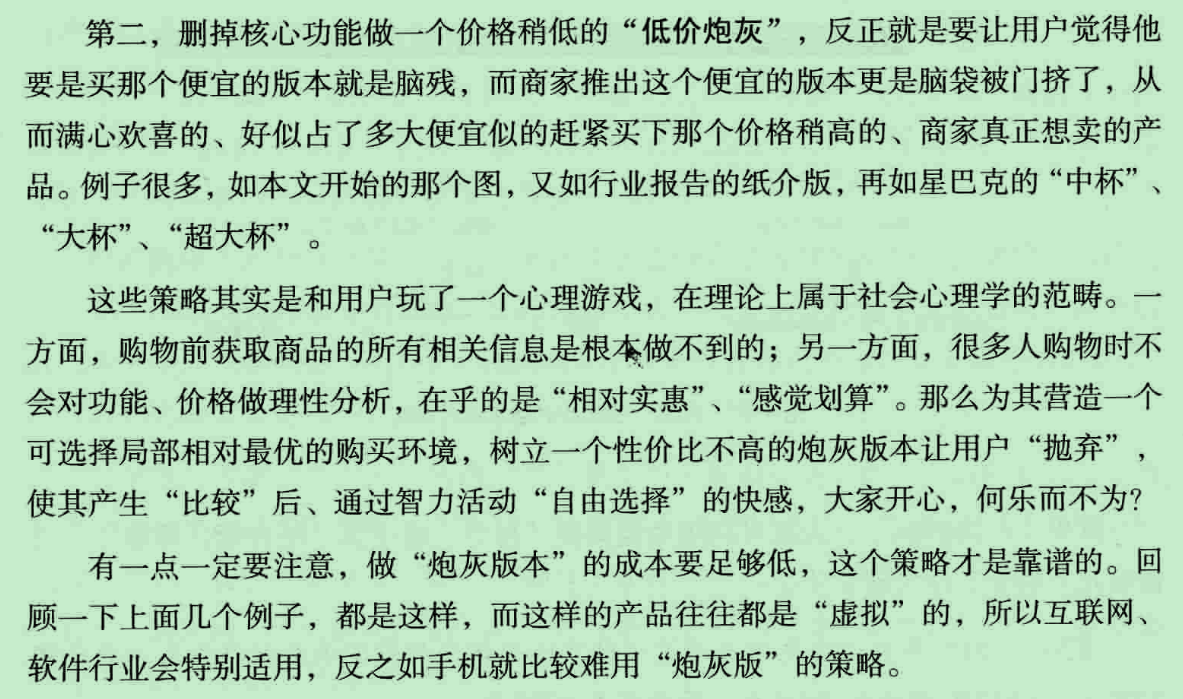 第二，删掉核心功能做一个价格稍低的“低价炮灰”，反正就是要让用户觉得他
要是买那个便宜的版本就是脑残，而商家推出这个便宜的版本更是脑袋被门挤了，从
而满心欢喜的、好似占了多大便宜似的赶紧买下那个价格稍高的、商家真正想卖的产
品。例子很多，如本文开始的那个图，又如行业报告的纸介版，再如星巴克的“中杯”、
“大杯”、“超大杯”。
这些策略其实是和用户玩了一个心理游戏，在理论上属于社会心理学的范畴。一
方面，购物前获取商品的所有相关信息是根本做不到的；另一方面，很多人购物时不
会对功能、价格做理性分析，在乎的是“相对实惠”、“感觉划算”。那么为其营造一个
可选择局部相对最优的购买环境，树立一个性价比不高的炮灰版本让用户“抛弃”，
使其产生“比较”后、通过智力活动“自由选择”的快感，大家开心，何乐而不为？
有一点一定要注意，做“炮灰版本”的成本要足够低，这个策略才是靠谱的。回
顾一下上面几个例子，都是这样，而这样的产品往往都是“虚拟”的，所以互联网、
软件行业会特别适用，反之如手机就比较难用“炮灰版”的策略。